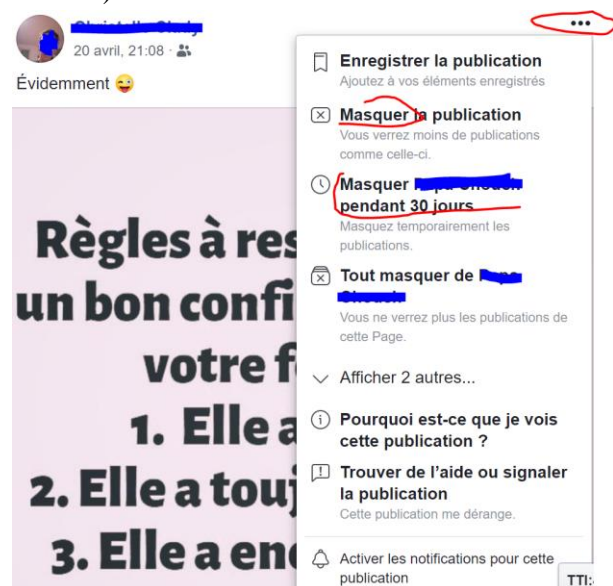 20 avril, 21:08
Évidemment
Enregistrer la publication
Ajoutez à vos éléments enregistrés
Masquer la publication
Vous verrez moins de publications
comme celle-ci.
Masquer
pendant 30 jours
Masquez temporairement les
publications.
Tout masquer de
Vous ne verrez plus les publications de
cette Page.
Afficher 2 autres...
Pourquoi est-ce que je vois
cette publication ?
Trouver de l'aide ou signaler
la publication
Cette publication me dérange.
Activer les notifications pour cette
publication
Règles à
un bon
votre
1. Elle
2. Elle a
3. Elle a
TTI: